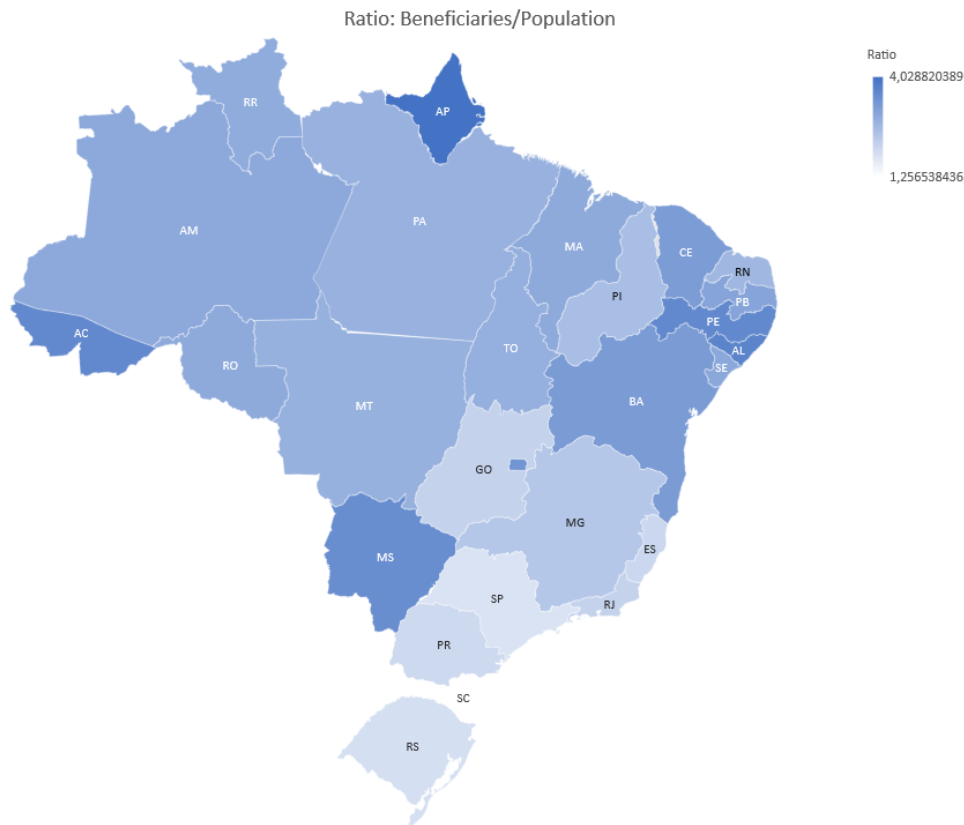 Ratio: Beneficiaries/Population
Ratio
4,028820389
1,256538436
RR
AP
AM
PA
MA
CE
RN
PI
PB
PE
AC
AL
RO
TO
SE
MT
BA
GO
MG
ES
MS
SP
RJ
PR
SC
RS